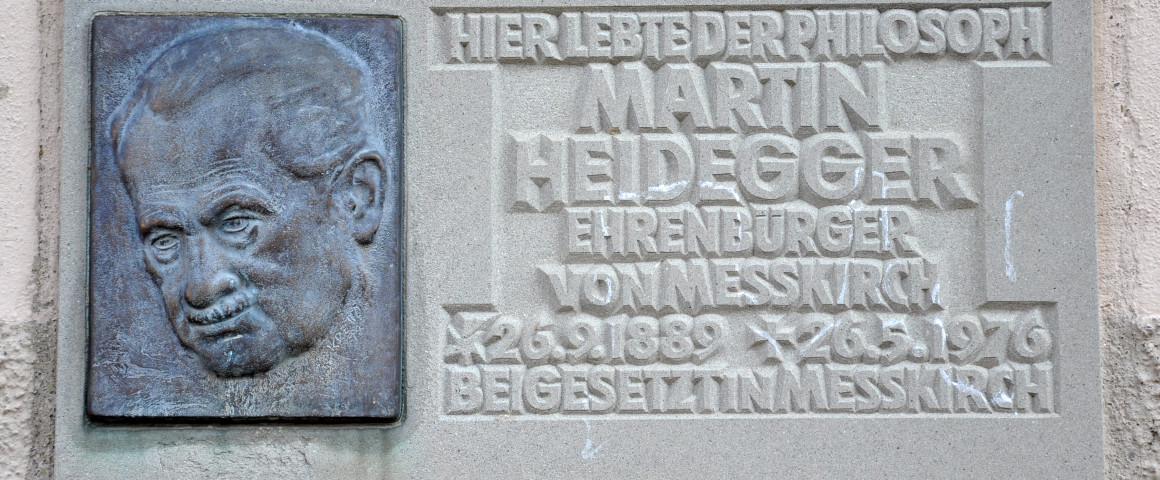 HIER LEBTE DER PHILOSOPH
MARTIN
HEIDEGGER
EHRENBÜRGER
VON MESSKIRCH
*26.9.1889 +26.5.1976
BEIGESETZT IN MESSKIRCH